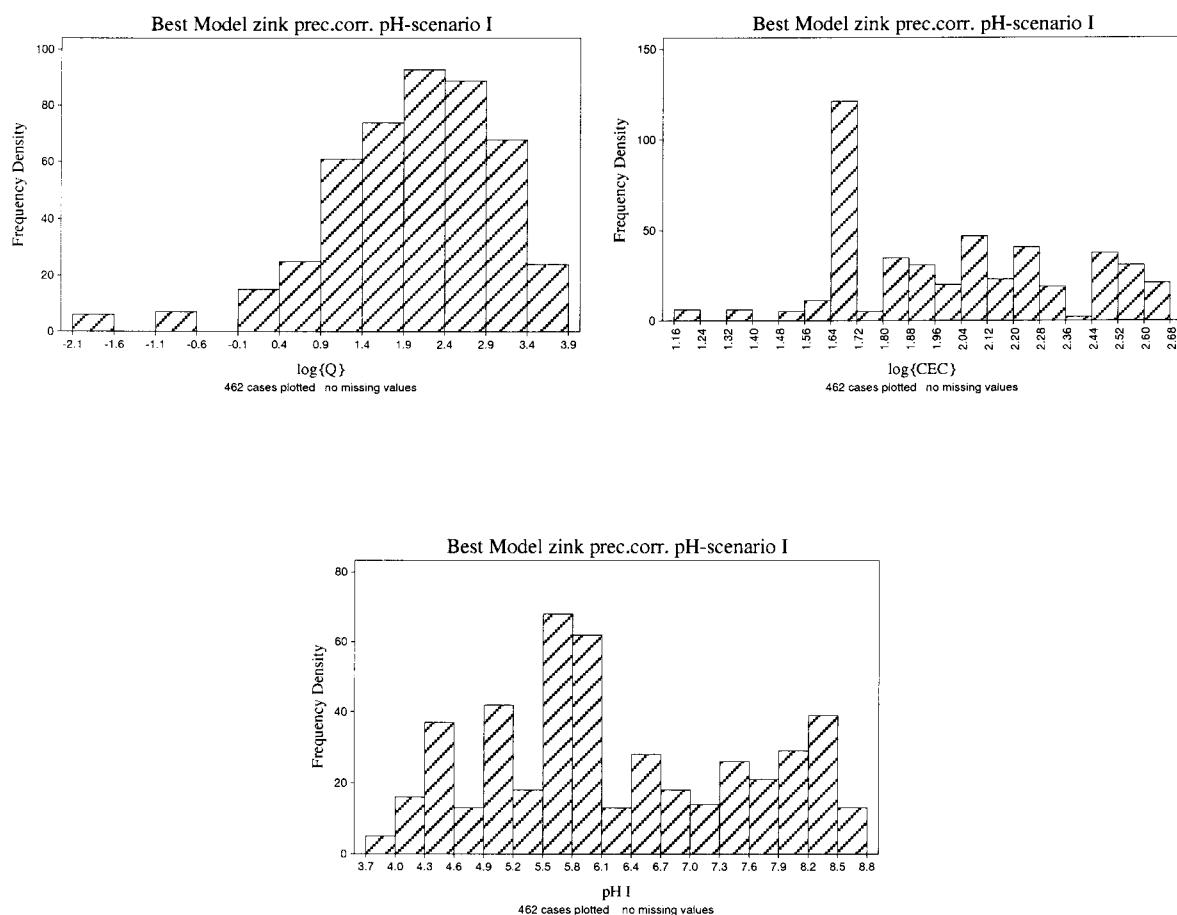 Best Model zink prec.corr. pH-scenario I
100
80
60
40
20
0
Frequency Density
-2.1 -1.6 -1.1 -0.6 -0.1 0.4 0.9 1.4 1.9 2.4 2.9 3.4 3.9
log{Q}
462 cases plotted no missing values
Best Model zink prec.corr. pH-scenario I
150
100
50
0
Frequency Density
1.16 1.24 1.32 1.40 1.48 1.56 1.64 1.72 1.80 1.88 1.96 2.04 2.12 2.20 2.28 2.36 2.44 2.52 2.60 2.68
log{CEC}
462 cases plotted no missing values
Best Model zink prec.corr. pH-scenario I
80
60
40
20
0
Frequency Density
3.7 4.0 4.3 4.6 4.9 5.2 5.5 5.8 6.1 6.4 6.7 7.0 7.3 7.6 7.9 8.2 8.5 8.8
pH I
462 cases plotted no missing values